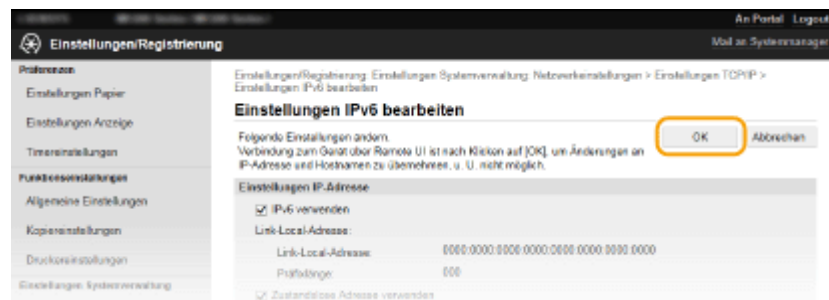 An Portal Logout
Einstellungen/Registrierung
Mail an Systemmanager
Präferenzen
Einstellungen Papier
Einstellungen Anzeige
Timereinstellungen
Funktionseinstellungen
Allgemeine Einstellungen
Kopiereinstellungen
Druckereinstellungen
Einstellungen Systemverwaltung
Einstellungen/Registrierung: Einstellungen Systemverwaltung: Netzwerkeinstellungen > Einstellungen TCP/IP >
Einstellungen IPv6 bearbeiten
Einstellungen IPv6 bearbeiten
Folgende Einstellungen ändern.
Verbindung zum Gerät über Remote UI ist nach Klicken auf [OK], um Änderungen an
IP-Adresse und Hostnamen zu übernehmen, u. U. nicht möglich.
OK Abbrechen
Einstellungen IP-Adresse
IPv6 verwenden
Link-Local-Adresse:
Link-Local-Adresse: 0000:0000:0000:0000:0000:0000:0000:0000
Präfixlänge: 000
Zustandslose Adresse verwenden